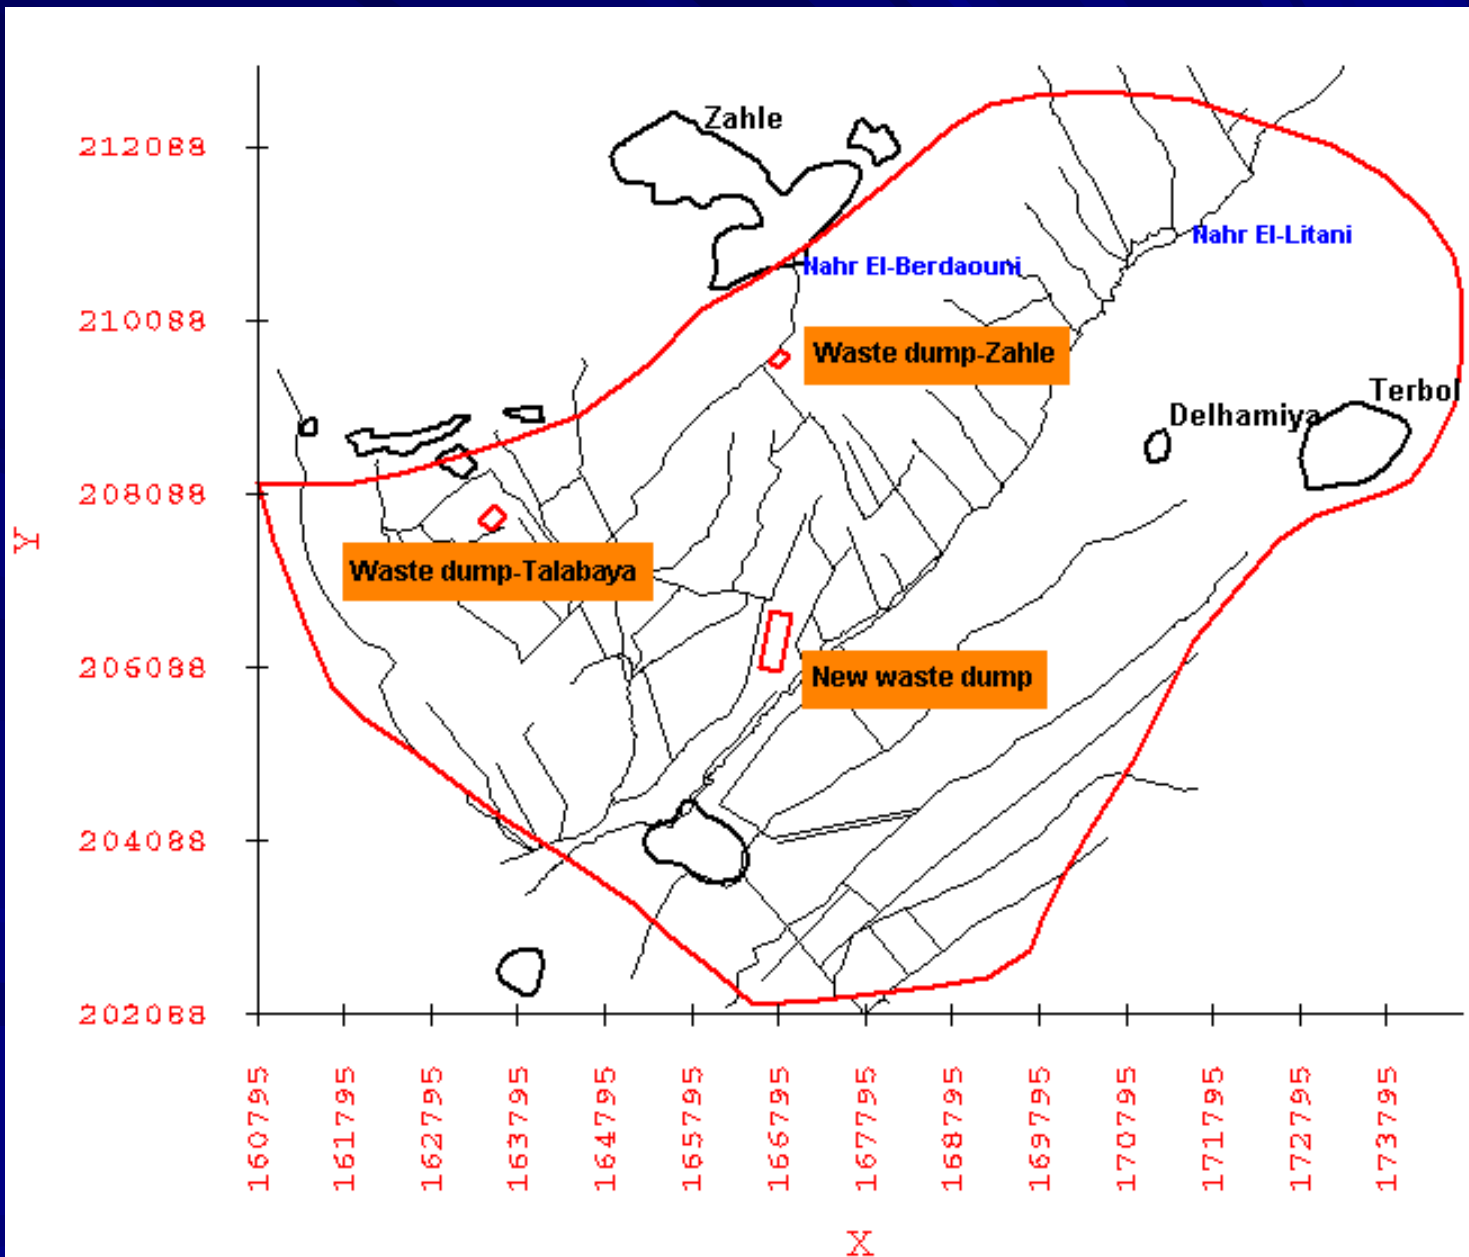 Zahle
212088
Nahr El-Litani
Nahr El-Berdaouni
210088
Waste dump-Zahle
Terbol
Delhamiya
208088
Y
Waste dump-Talabaya
206088
New waste dump
204088
202088
160795
161795
162795
163795
164795
165795
166795
167795
168795
169795
170795
171795
172795
173795
X